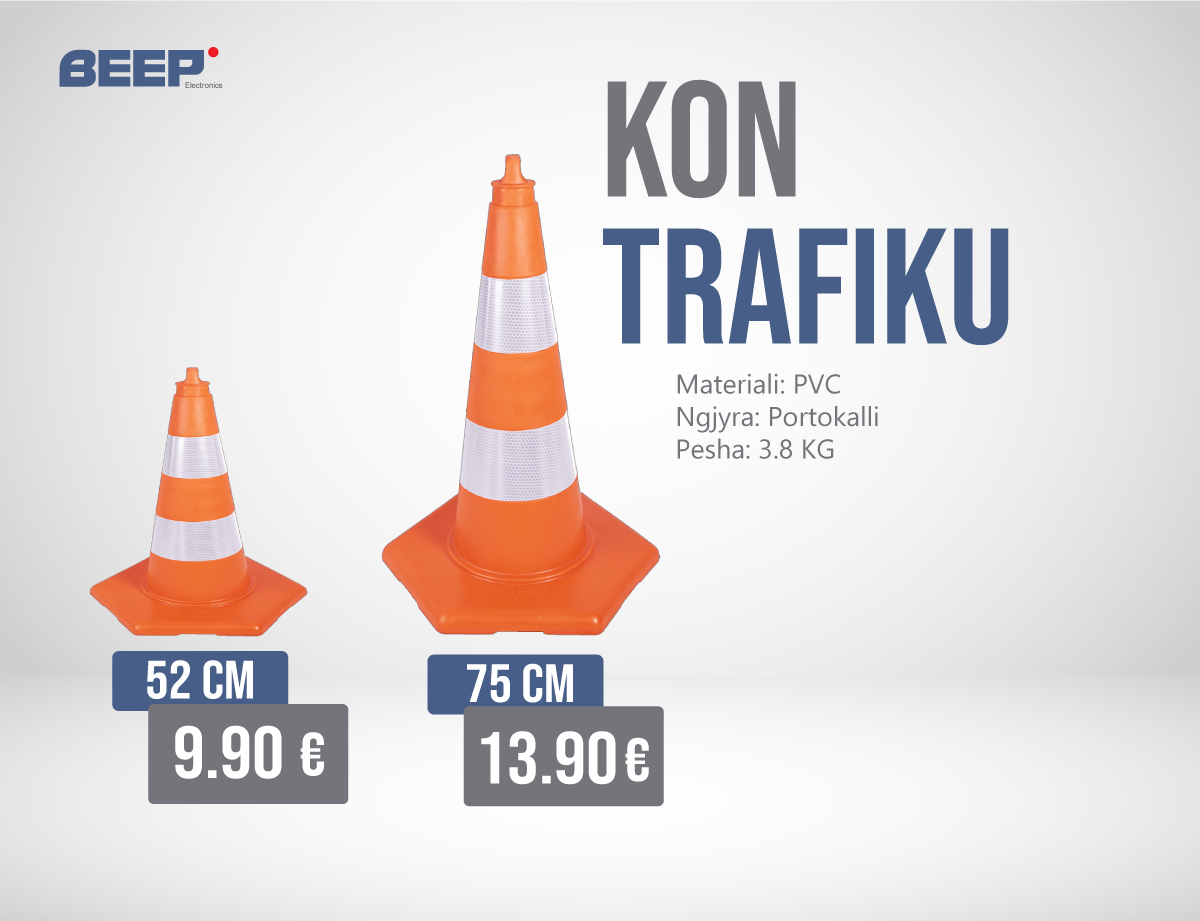 BEEP
Electronics
KON
TRAFIKU
Materiali: PVC
Ngjyra: Portokalli
Pesha: 3.8 KG
52 CM
9.90 €
75 CM
13.90 €